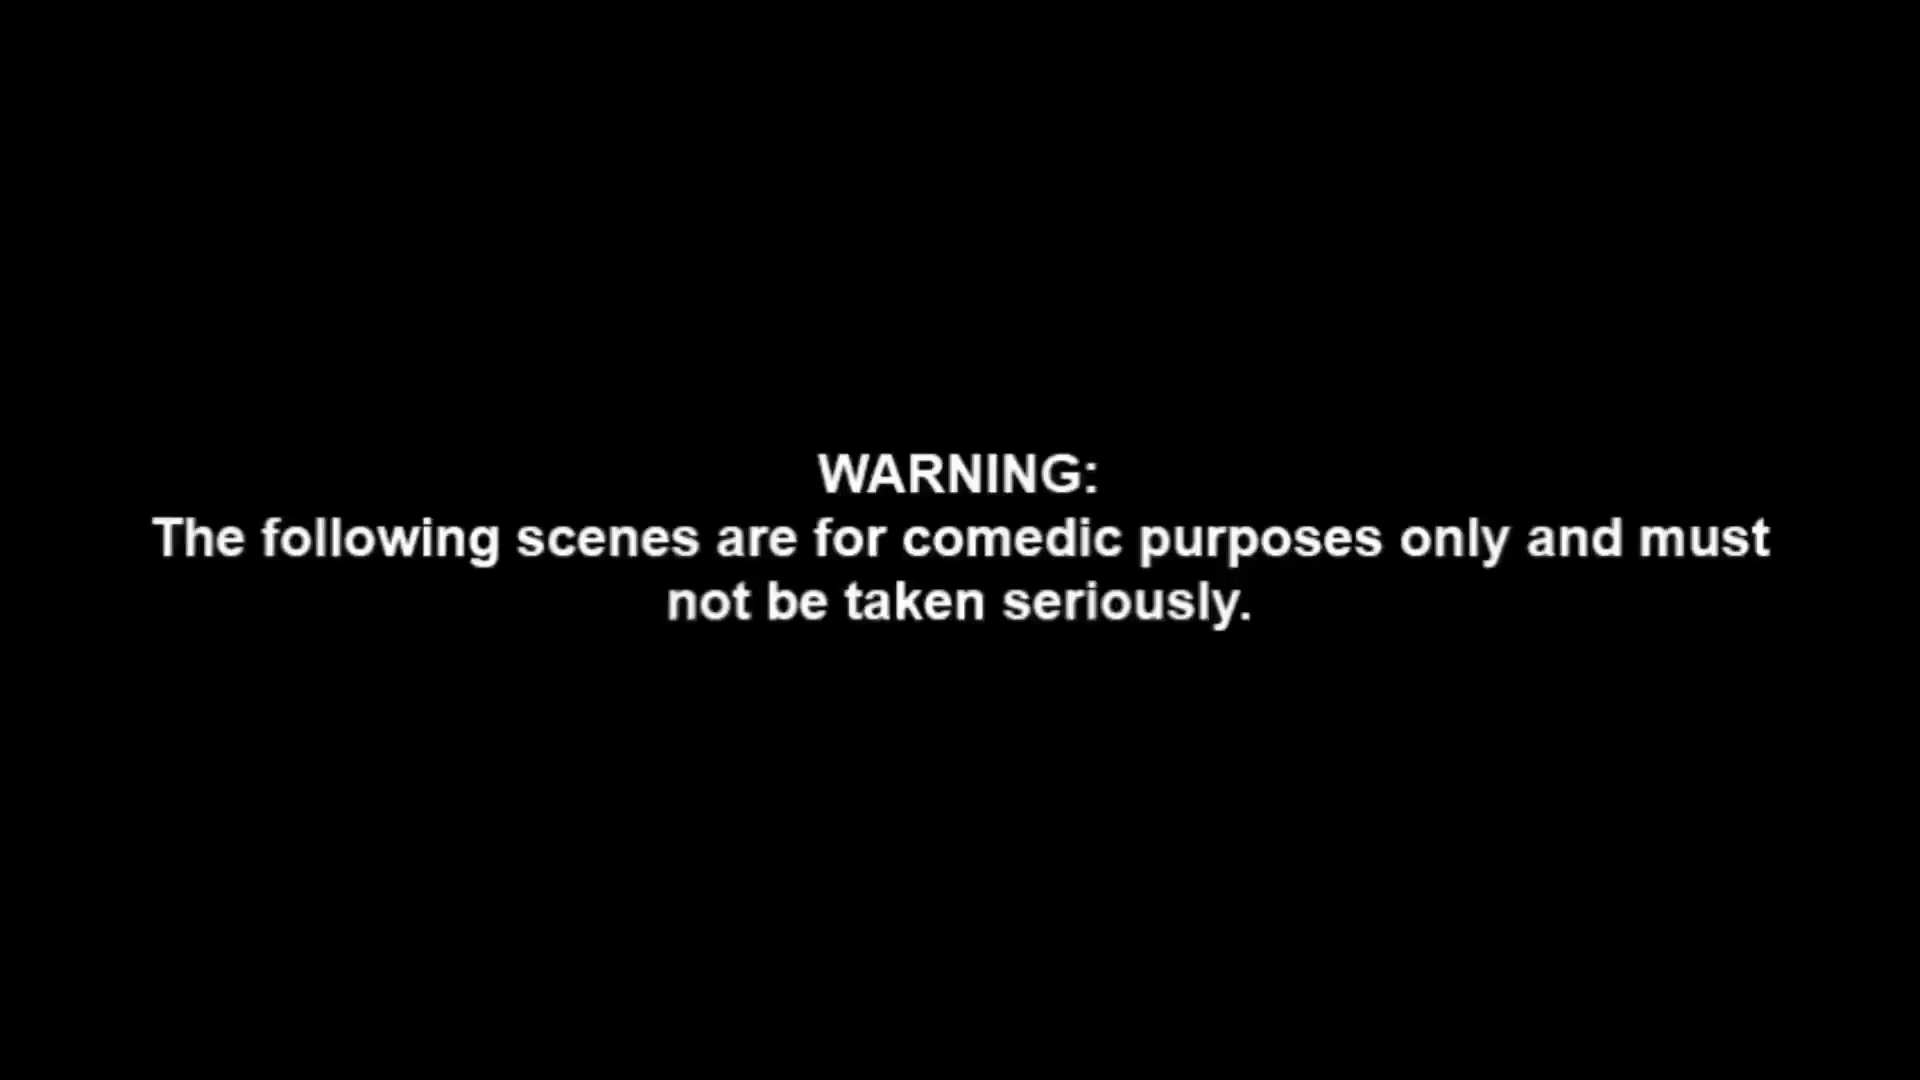 WARNING:
The following scenes are for comedic purposes only and must
not be taken seriously.